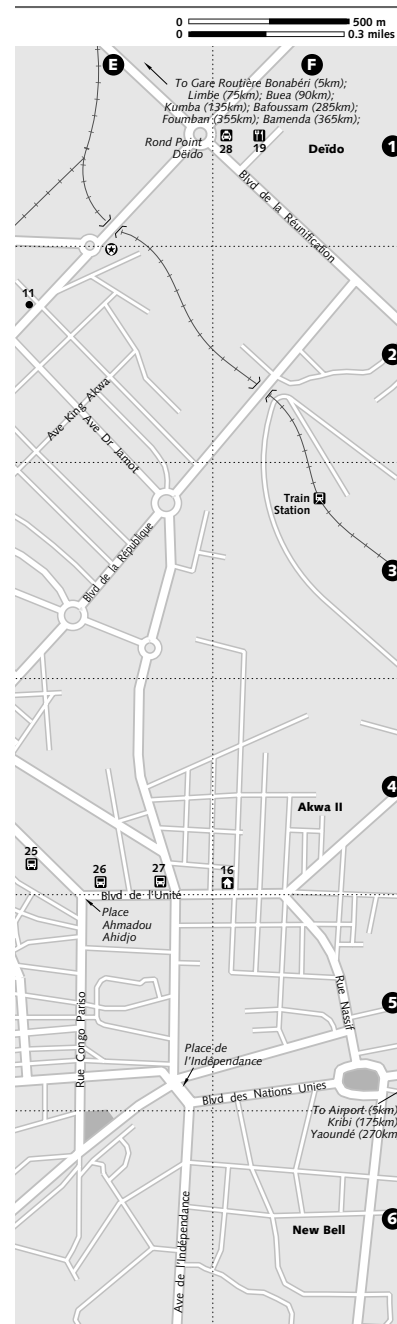 0 500 m
0 0.3 miles
E F
To Gare Routière Bonabéri (5km);
Limbe (75km); Buea (90km);
Kumba (135km); Bafoussam (285km);
Foumban (355km); Bamenda (365km);
Rond Point
Dëido
28
19
Deïdo
1
Blvd de la Réunification
11
2
Ave King Akwa
Ave Dr Jamot
Train
Station
Blvd de la République
3
4
Akwa II
25
26
27
16
Blvd de l'Unité
Place
Ahmadou
Ahidjo
Rue Congo Pariso
Rue Nassif
5
Place de
l'Indépendance
Blvd des Nations Unies
To Airport (5km)
Kribi (175km)
Yaoundé (270km
Ave de l'Indépendance
New Bell
6